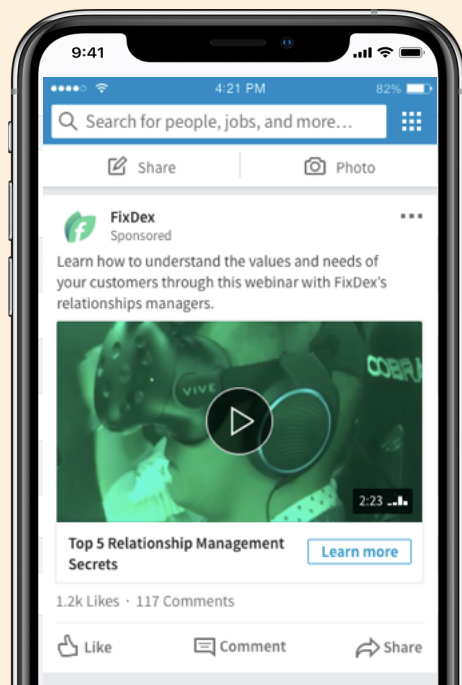 9:41
4:21 PM
82%
Search for people, jobs, and more...
Share
Photo
FixDex
Sponsored
Learn how to understand the values and needs of
your customers through this webinar with FixDex's
relationships managers.
VIVE
2:23
Top 5 Relationship Management
Secrets
Learn more
1.2k Likes · 117 Comments
Like
Comment
Share